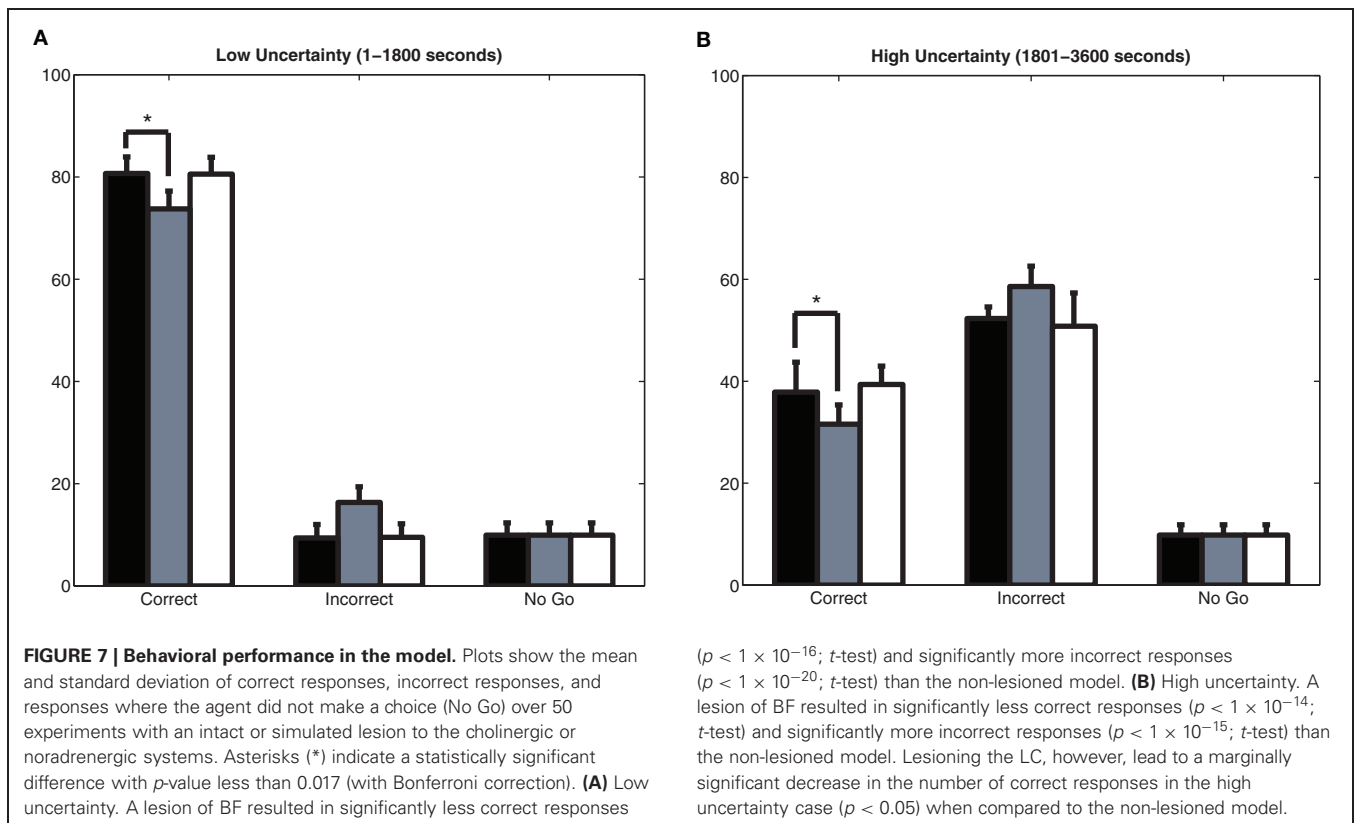 A
Low Uncertainty (1–1800 seconds)
100
80
60
40
20
0
*
Correct
Incorrect
No Go
B
High Uncertainty (1801–3600 seconds)
100
80
60
40
20
0
*
Correct
Incorrect
No Go
FIGURE 7 | Behavioral performance in the model. Plots show the mean
and standard deviation of correct responses, incorrect responses, and
responses where the agent did not make a choice (No Go) over 50
experiments with an intact or simulated lesion to the cholinergic or
noradrenergic systems. Asterisks (*) indicate a statistically significant
difference with p-value less than 0.017 (with Bonferroni correction). (A) Low
uncertainty. A lesion of BF resulted in significantly less correct responses
(p < 1 × 10⁻¹⁶; t-test) and significantly more incorrect responses
(p < 1 × 10⁻²⁰; t-test) than the non-lesioned model. (B) High uncertainty. A
lesion of BF resulted in significantly less correct responses (p < 1 × 10⁻¹⁴;
t-test) and significantly more incorrect responses (p < 1 × 10⁻¹⁵; t-test) than
the non-lesioned model. Lesioning the LC, however, lead to a marginally
significant decrease in the number of correct responses in the high
uncertainty case (p < 0.05) when compared to the non-lesioned model.